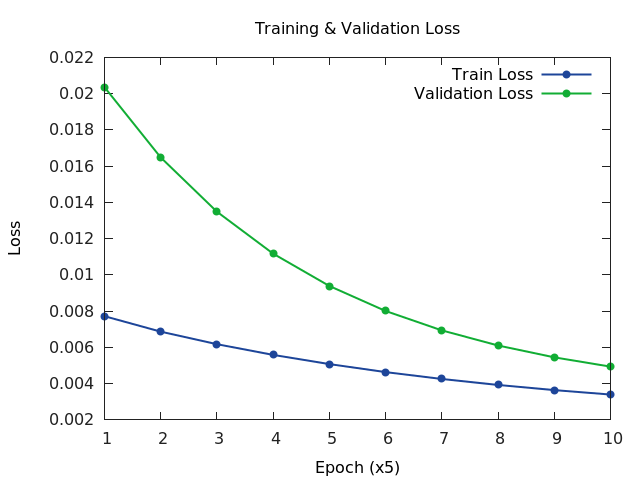 Training & Validation Loss
Train Loss
Validation Loss
0.022
0.02
0.018
0.016
0.014
0.012
0.01
0.008
0.006
0.004
0.002
Loss
1 2 3 4 5 6 7 8 9 10
Epoch (x5)